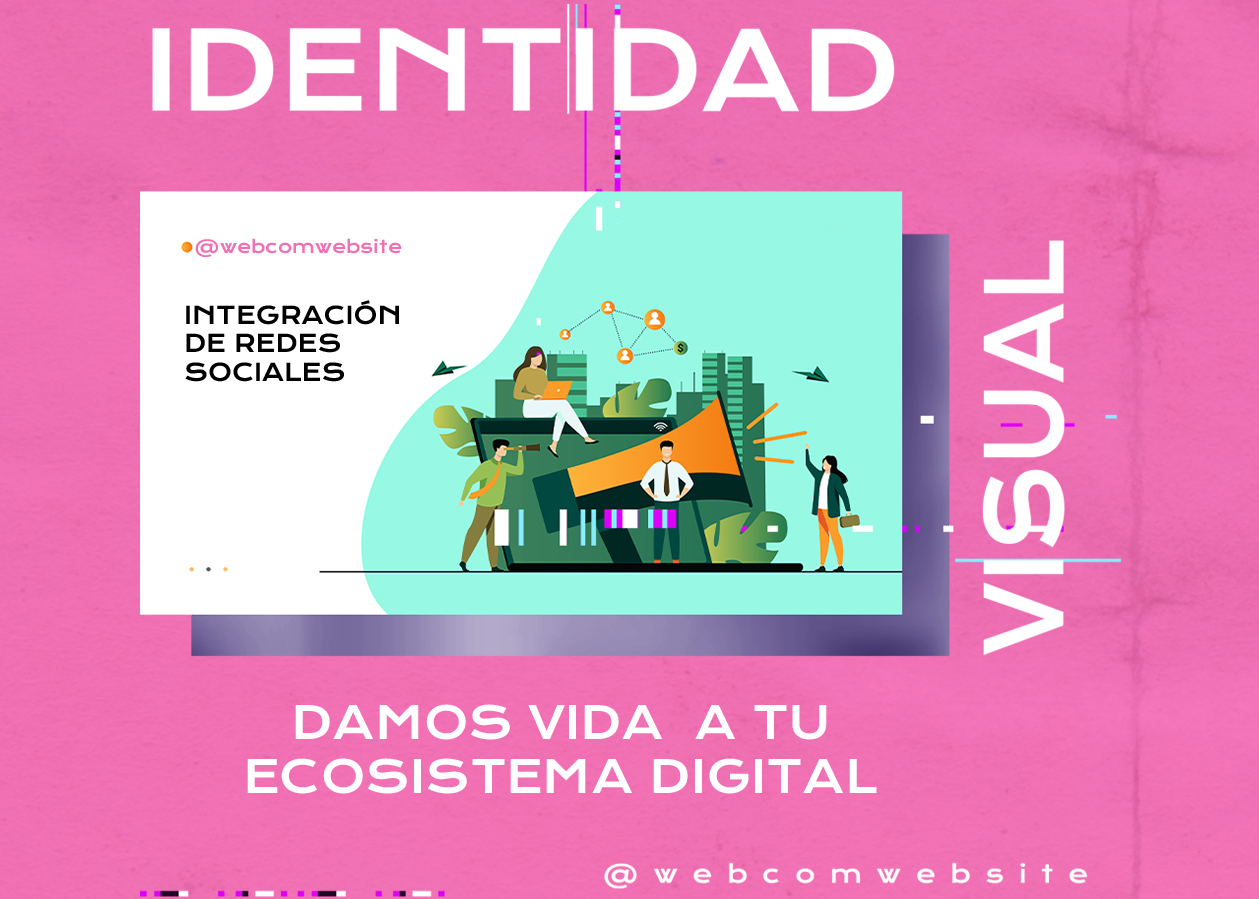 IDENTIDAD
@webcomwebsite
INTEGRACIÓN
DE REDES
SOCIALES
$
VISUAL
DAMOS VIDA A TU
ECOSISTEMA DIGITAL
@webcomwebsite